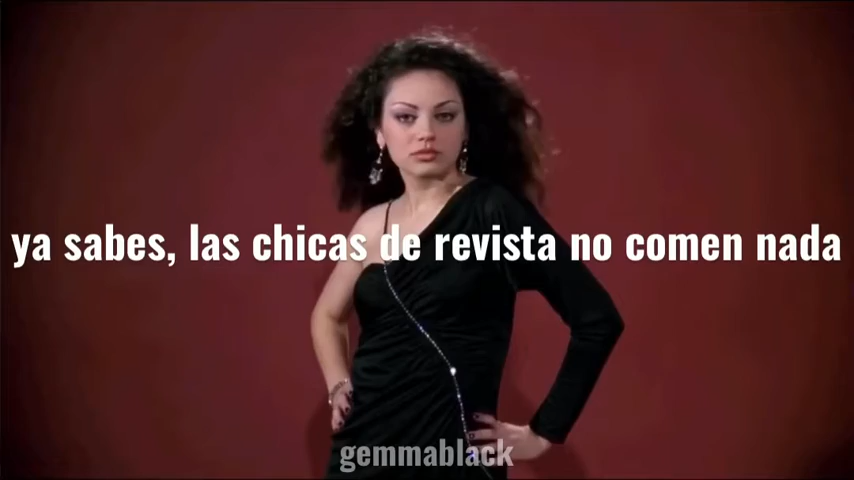 ya sabes, las chicas de revista no comen nada
gemmablack